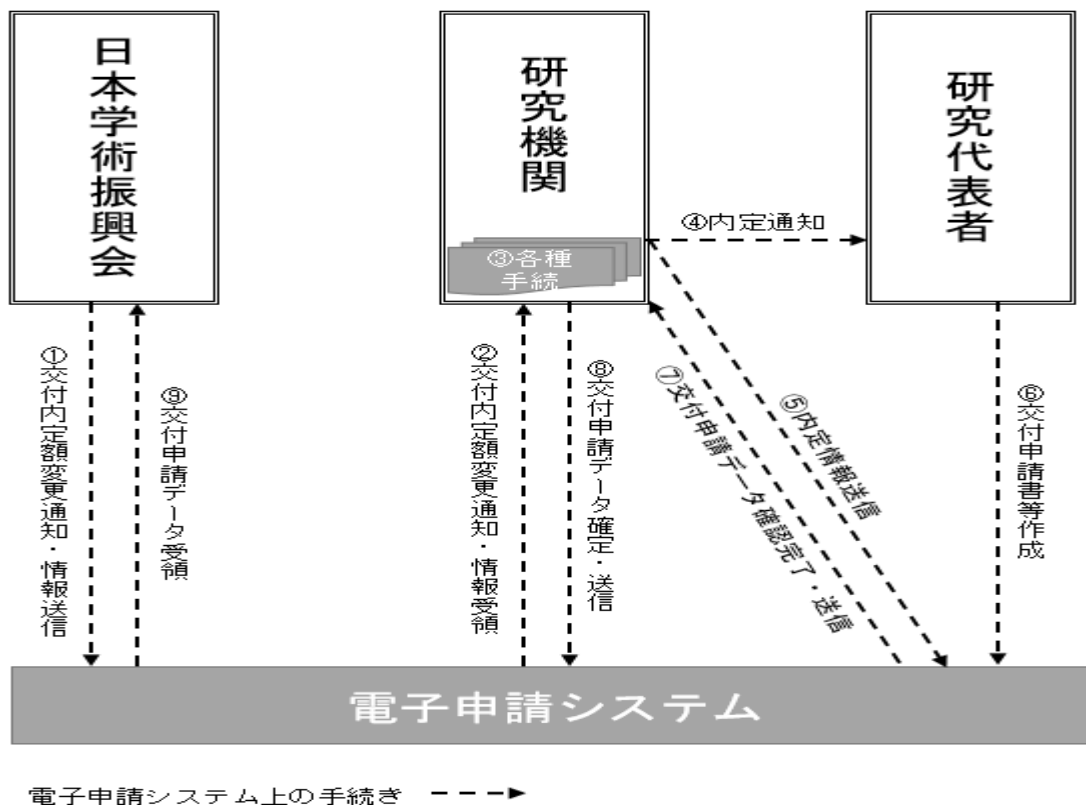 日本学術振興会
研究機関
研究代表者
③各種
手続
④内定通知
①交付内定額変更通知・情報送信
⑨交付申請データ受領
②交付内定額変更通知・情報受領
⑧交付申請データ確定・送信
⑦交付申請データ確認完了・送信
⑤内定情報送信
⑥交付申請書等作成
電子申請システム
電子申請システム上の手続き